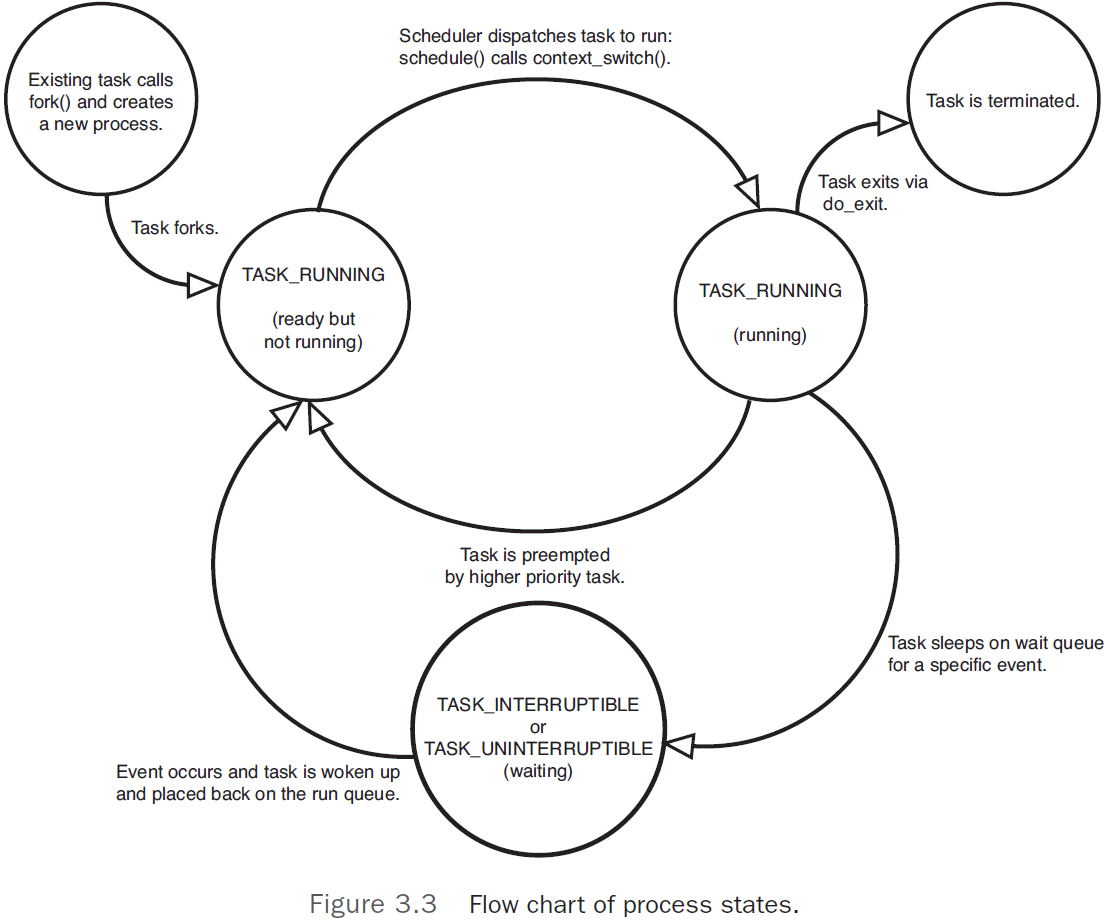 Existing task calls
fork() and creates
a new process.
Scheduler dispatches task to run:
schedule() calls context_switch().
Task is terminated.
Task forks.
Task exits via
do_exit.
TASK_RUNNING
(ready but
not running)
TASK_RUNNING
(running)
Task is preempted
by higher priority task.
Task sleeps on wait queue
for a specific event.
TASK_INTERRUPTIBLE
or
TASK_UNINTERRUPTIBLE
(waiting)
Event occurs and task is woken up
and placed back on the run queue.
Figure 3.3 Flow chart of process states.